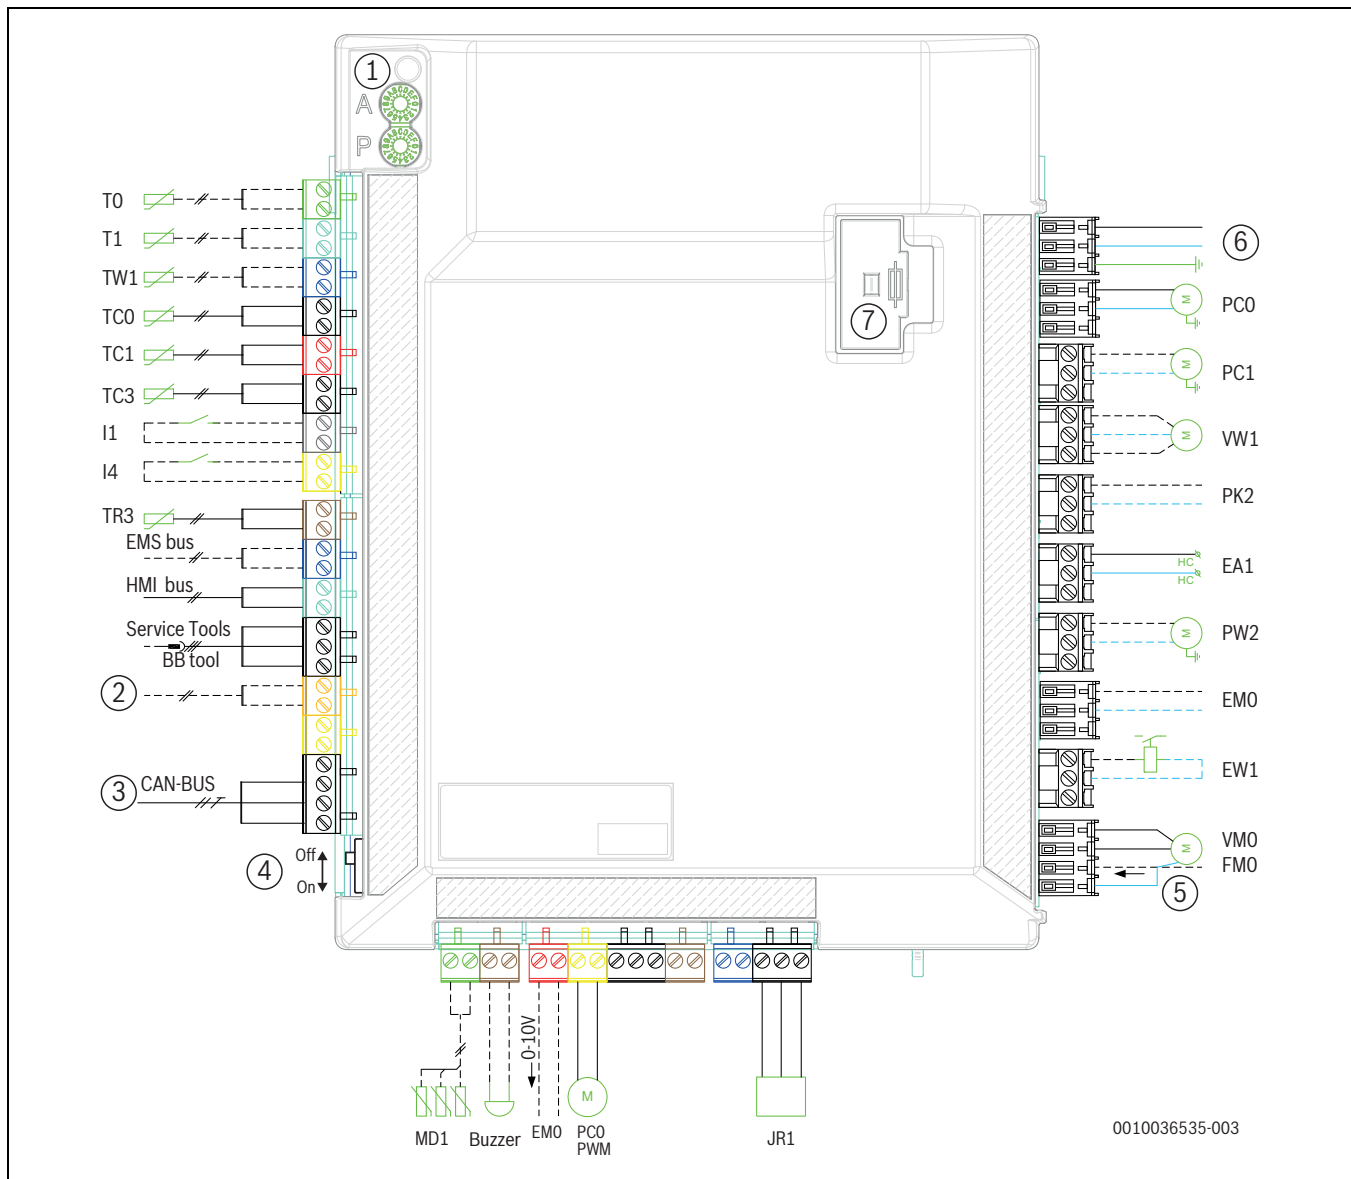 1
A
P
T0
T1
TW1
TC0
TC1
TC3
I1
I4
TR3
EMS bus
HMI bus
Service Tools
BB tool
2
3 CAN-BUS
4 Off
On
7
6
PC0
M
PC1
M
VW1
M
PK2
EA1
HC
HC
PW2
M
EM0
EW1
VM0
M
FM0
5
0-10V
M
MD1
Buzzer
EM0
PC0
PWM
JR1
0010036535-003